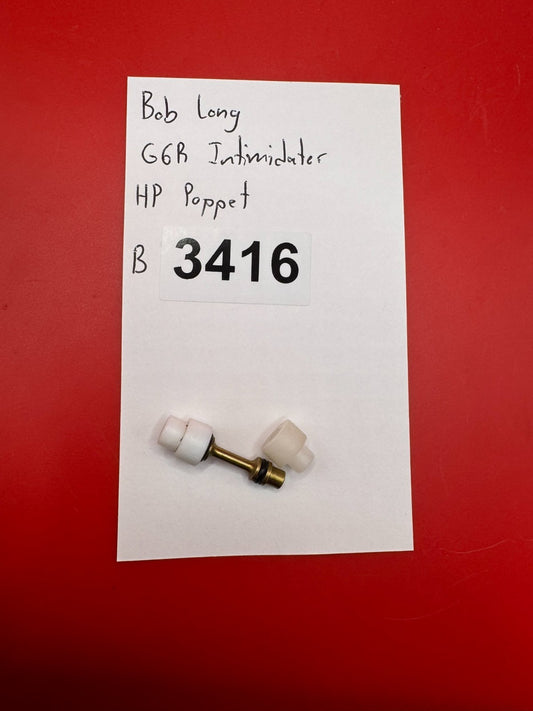 Bob Long
G6R Intimidater
HP Poppet
B 3416